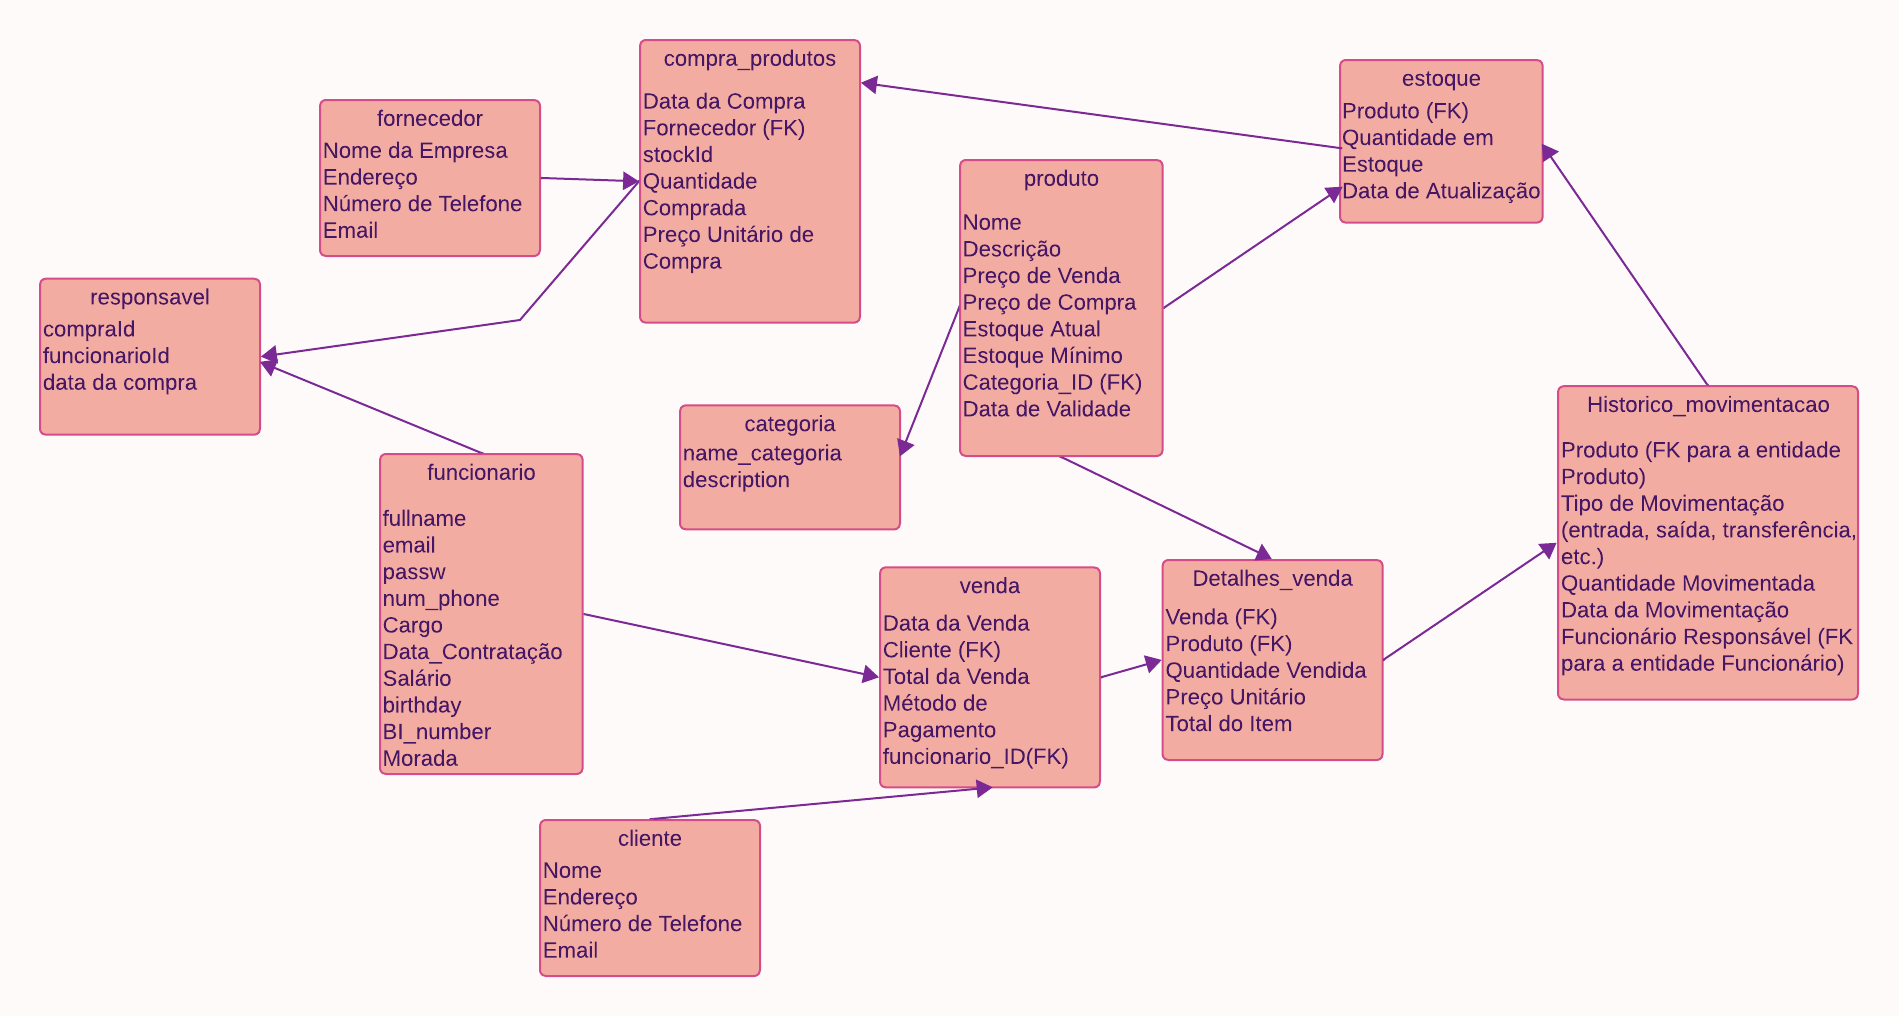 compra_produtos
Data da Compra
Fornecedor (FK)
stockId
Quantidade
Comprada
Preço Unitário de
Compra
estoque
Produto (FK)
Quantidade em
Estoque
Data de Atualização
fornecedor
Nome da Empresa
Endereço
Número de Telefone
Email
produto
Nome
Descrição
Preço de Venda
Preço de Compra
Estoque Atual
Estoque Mínimo
Categoria_ID (FK)
Data de Validade
responsavel
compraId
funcionarioId
data da compra
categoria
name_categoria
description
Historico_movimentacao
Produto (FK para a entidade
Produto)
Tipo de Movimentação
(entrada, saída, transferência,
etc.)
Quantidade Movimentada
Data da Movimentação
Funcionário Responsável (FK
para a entidade Funcionário)
funcionario
fullname
email
passw
num_phone
Cargo
Data_Contratação
Salário
birthday
BI_number
Morada
venda
Data da Venda
Cliente (FK)
Total da Venda
Método de
Pagamento
funcionario_ID(FK)
Detalhes_venda
Venda (FK)
Produto (FK)
Quantidade Vendida
Preço Unitário
Total do Item
cliente
Nome
Endereço
Número de Telefone
Email